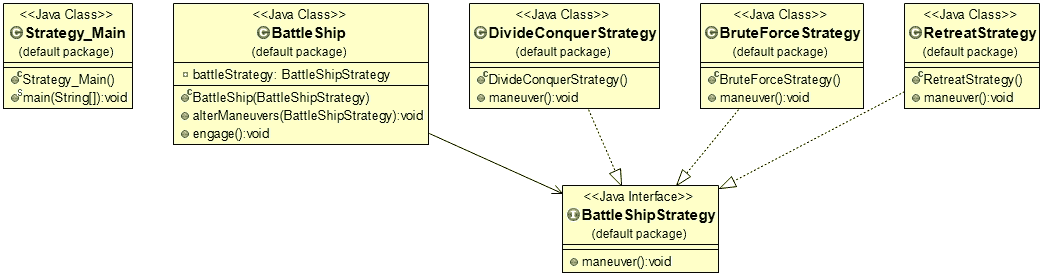 <<Java Class>>
Strategy_Main
(default package)
Strategy_Main()
main(String[]):void
<<Java Class>>
BattleShip
(default package)
battleStrategy: BattleShipStrategy
BattleShip(BattleShipStrategy)
alterManeuvers(BattleShipStrategy):void
engage():void
<<Java Class>>
DivideConquerStrategy
(default package)
DivideConquerStrategy()
maneuver():void
<<Java Class>>
BruteForceStrategy
(default package)
BruteForceStrategy()
maneuver():void
<<Java Class>>
RetreatStrategy
(default package)
RetreatStrategy()
maneuver():void
<<Java Interface>>
BattleShipStrategy
(default package)
maneuver():void